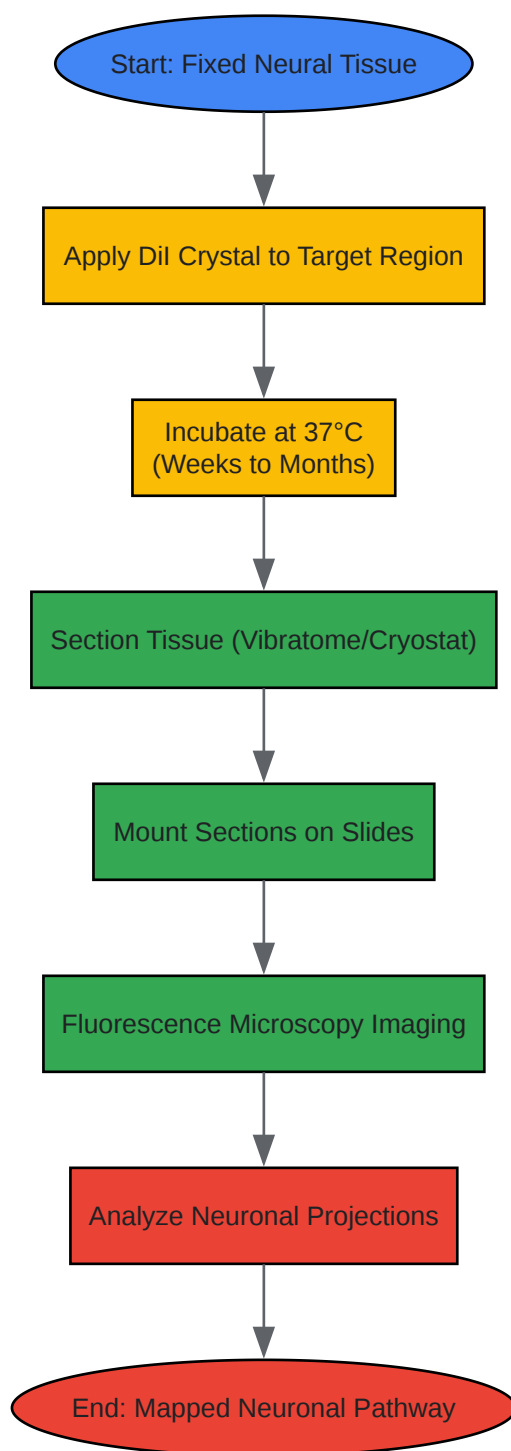 Start: Fixed Neural Tissue
Apply DiI Crystal to Target Region
Incubate at 37°C
(Weeks to Months)
Section Tissue (Vibratome/Cryostat)
Mount Sections on Slides
Fluorescence Microscopy Imaging
Analyze Neuronal Projections
End: Mapped Neuronal Pathway